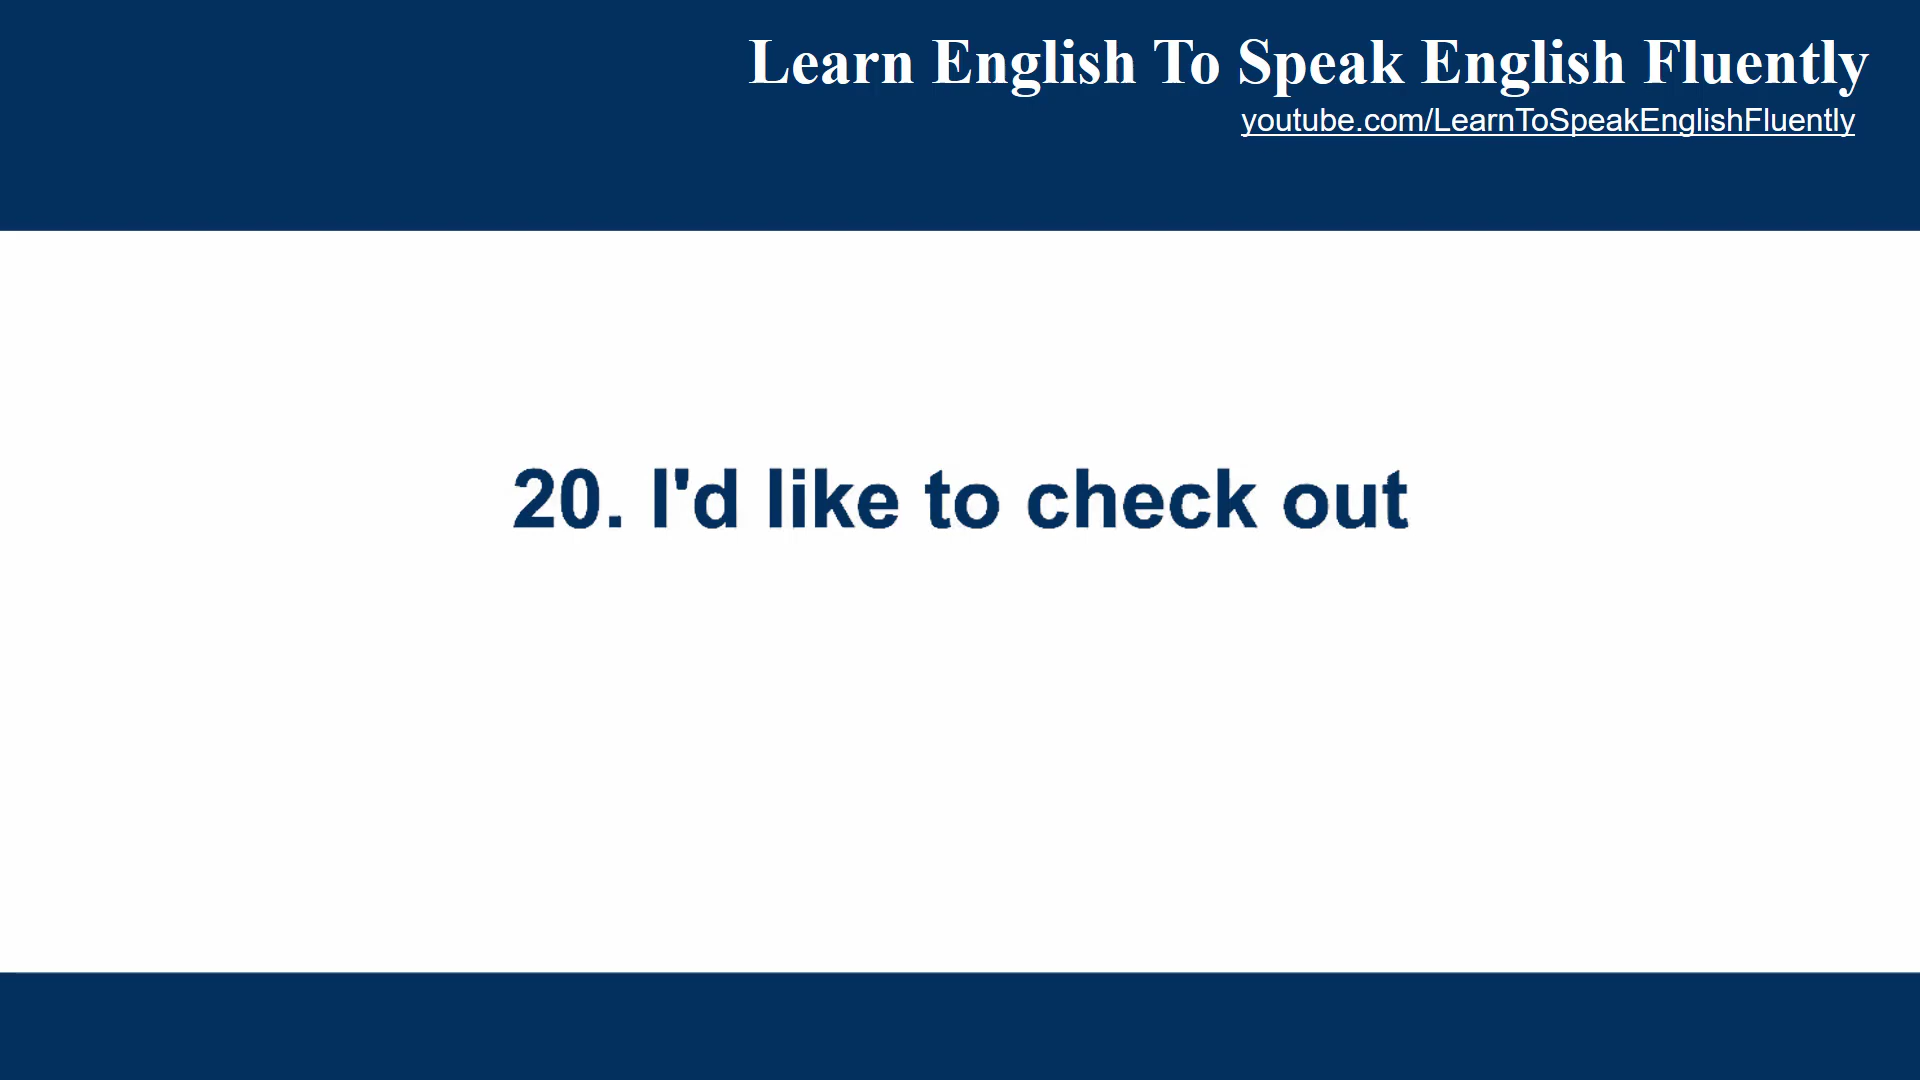 Learn English To Speak English Fluently
youtube.com/LearnToSpeakEnglishFluently
20. I'd like to check out